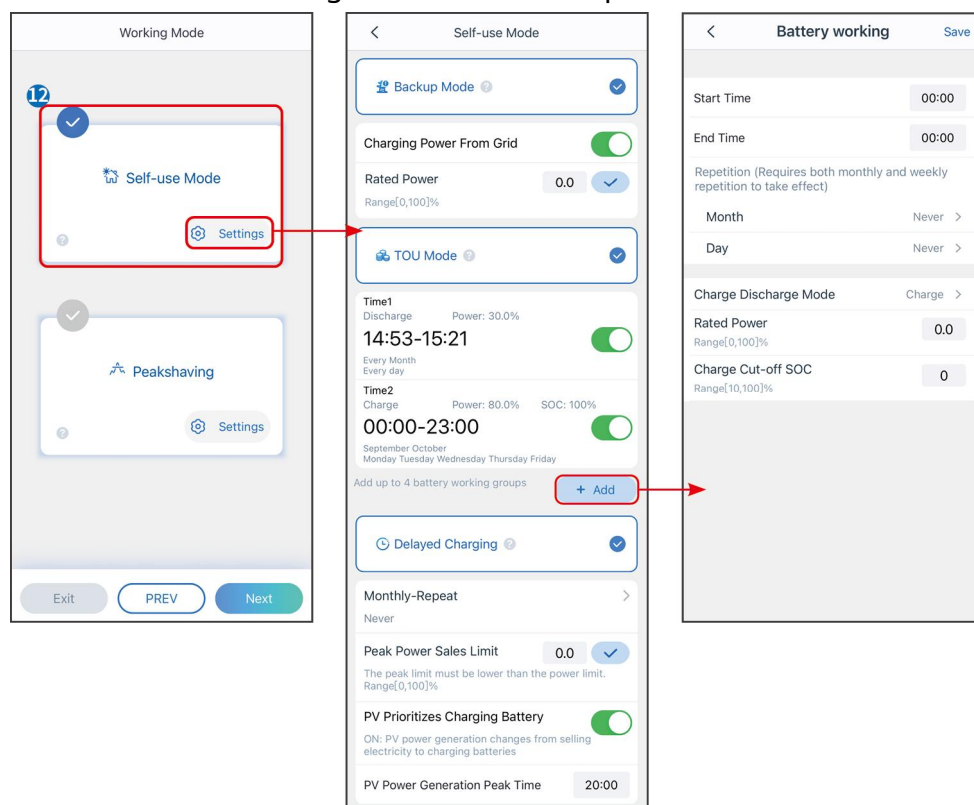 Working Mode
12
Self-use Mode
Settings
Peakshaving
Settings
Exit
PREV
Next
Self-use Mode
Backup Mode
Charging Power From Grid
Rated Power
0.0
Range[0,100]%
TOU Mode
Time1
Discharge Power: 30.0%
14:53-15:21
Every Month
Every day
Time2
Charge Power: 80.0% SOC: 100%
00:00-23:00
September October
Monday Tuesday Wednesday Thursday Friday
Add up to 4 battery working groups
+ Add
Delayed Charging
Monthly-Repeat
Never
Peak Power Sales Limit 0.0
The peak limit must be lower than the power limit.
Range[0,100]%
PV Prioritizes Charging Battery
ON: PV power generation changes from selling
electricity to charging batteries
PV Power Generation Peak Time 20:00
Battery working Save
Start Time 00:00
End Time 00:00
Repetition (Requires both monthly and weekly
repetition to take effect)
Month Never >
Day Never >
Charge Discharge Mode Charge >
Rated Power
0.0
Range[0,100]%
Charge Cut-off SOC
0
Range[10,100]%